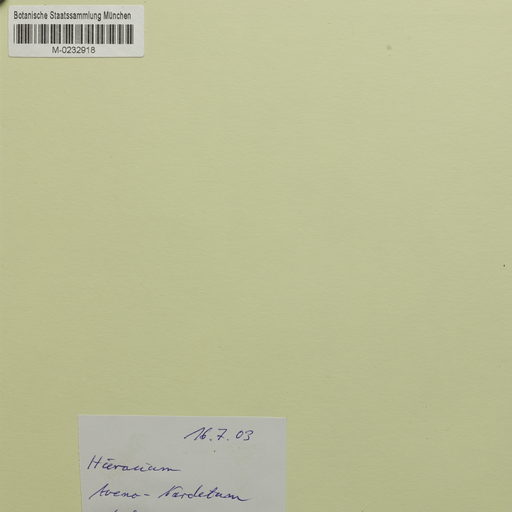 Botanische Staatssammlung München
M-0232918
16.7.03
Hieracium
Aveno-Nardetum